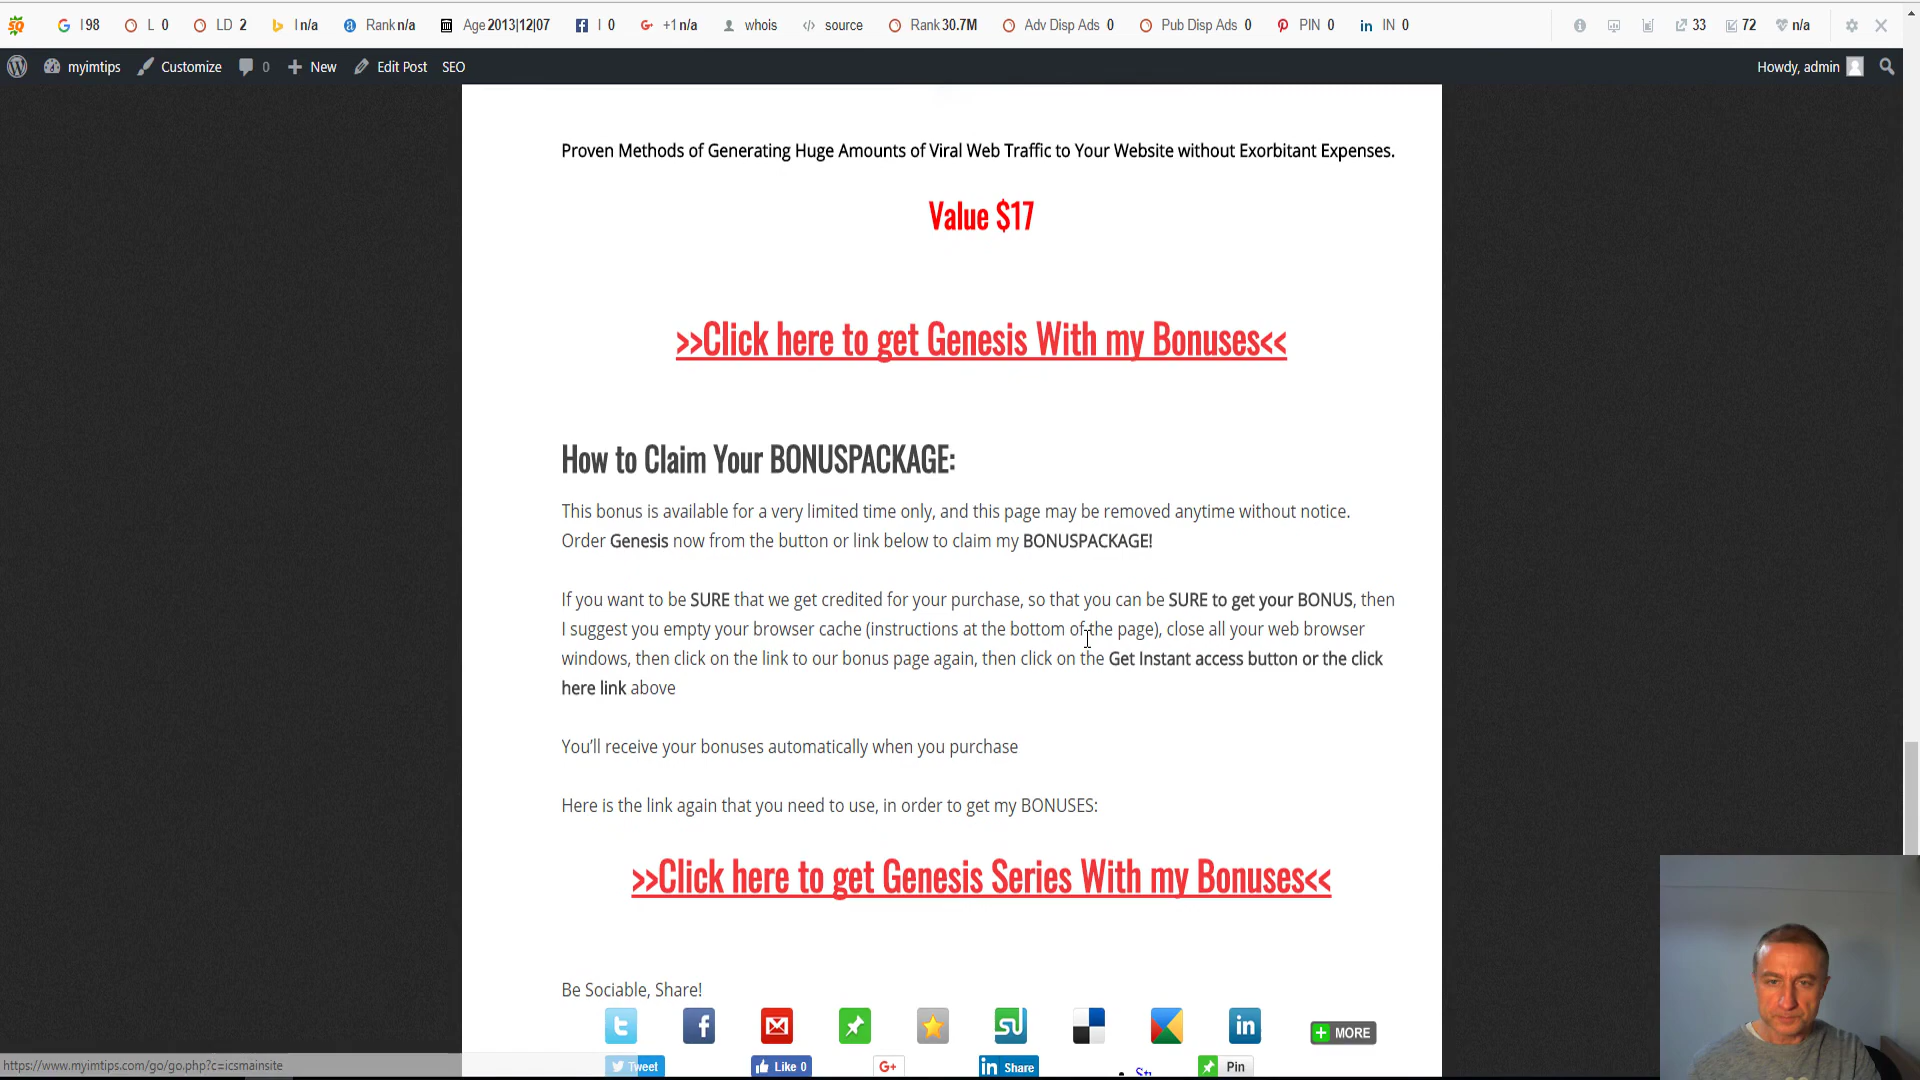 I 98 L 0 LD 2 I n/a Rank n/a Age 2013|12|07 I 0 +1 n/a whois source Rank 30.7M Adv Disp Ads 0 Pub Disp Ads 0 PIN 0 IN 0 33 72 n/a
myimtips Customize 0 New Edit Post SEO Howdy, admin
Proven Methods of Generating Huge Amounts of Viral Web Traffic to Your Website without Exorbitant Expenses.
Value $17
>>Click here to get Genesis With my Bonuses<<
How to Claim Your BONUSPACKAGE:
This bonus is available for a very limited time only, and this page may be removed anytime without notice.
Order Genesis now from the button or link below to claim my BONUSPACKAGE!
If you want to be SURE that we get credited for your purchase, so that you can be SURE to get your BONUS, then
I suggest you empty your browser cache (instructions at the bottom of the page), close all your web browser
windows, then click on the link to our bonus page again, then click on the Get Instant access button or the click
here link above
You'll receive your bonuses automatically when you purchase
Here is the link again that you need to use, in order to get my BONUSES:
>>Click here to get Genesis Series With my Bonuses<<
Be Sociable, Share!
MORE
https://www.myimtips.com/go/go.php?c=icsmainsite
Tweet Like 0 G+ Share Pin